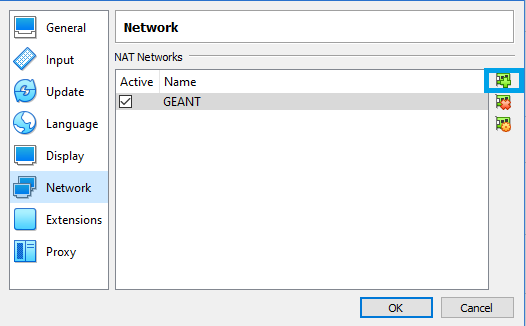 General
Input
Update
Language
Display
Network
Extensions
Proxy
Network
NAT Networks
Active Name
GEANT
OK Cancel